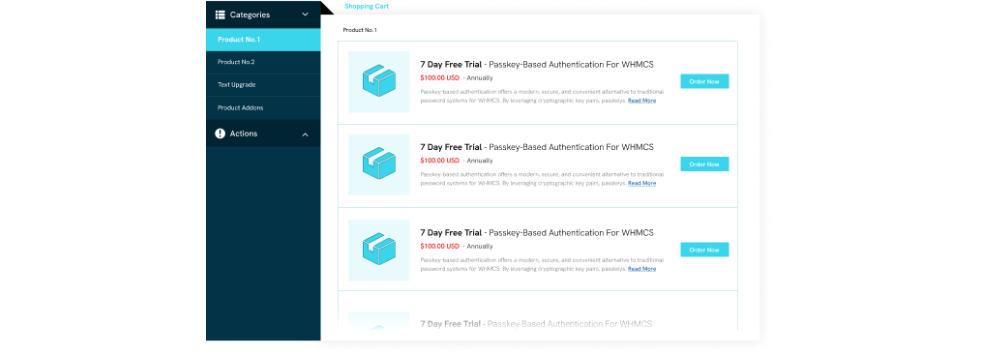 Categories
Product No.1
Product No.2
Text Upgrade
Product Addons
Actions
Shopping Cart
Product No.1
7 Day Free Trial - Passkey-Based Authentication For WHMCS
$100.00 USD - Annually
Passkey-based authentication offers a modern, secure, and convenient alternative to traditional
password systems for WHMCS. By leveraging cryptographic key pairs, passkeys, Read More
Order Now
7 Day Free Trial - Passkey-Based Authentication For WHMCS
$100.00 USD - Annually
Passkey-based authentication offers a modern, secure, and convenient alternative to traditional
password systems for WHMCS. By leveraging cryptographic key pairs, passkeys, Read More
Order Now
7 Day Free Trial - Passkey-Based Authentication For WHMCS
$100.00 USD - Annually
Passkey-based authentication offers a modern, secure, and convenient alternative to traditional
password systems for WHMCS. By leveraging cryptographic key pairs, passkeys, Read More
Order Now
7 Day Free Trial - Passkey-Based Authentication For WHMCS